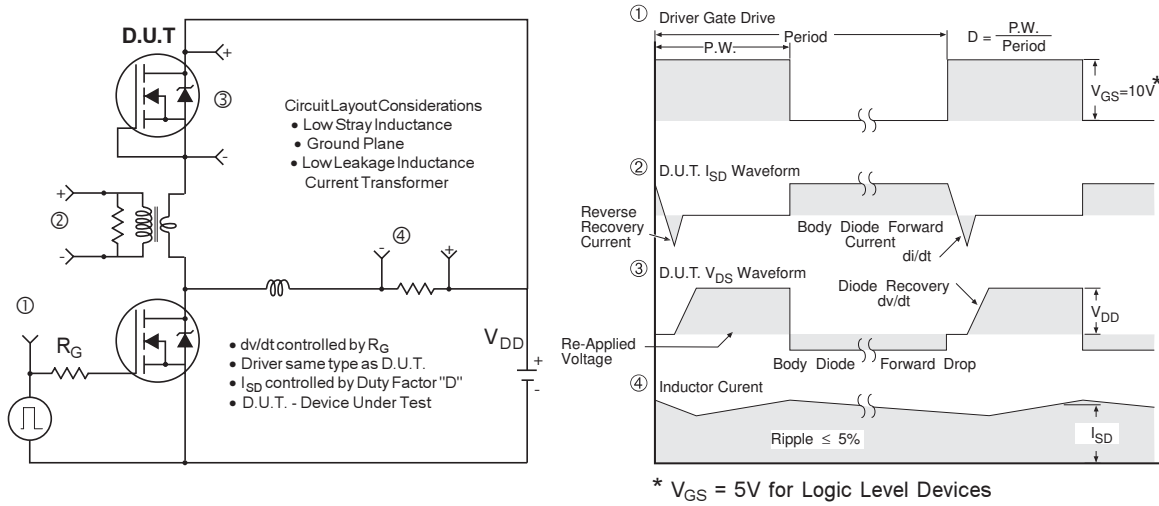 D.U.T
+
③
-
Circuit Layout Considerations
• Low Stray Inductance
• Ground Plane
• Low Leakage Inductance
Current Transformer
+
②
-
④
- +
①
R_G
V_DD
+
-
• dv/dt controlled by R_G
• Driver same type as D.U.T.
• I_SD controlled by Duty Factor "D"
• D.U.T. - Device Under Test
① Driver Gate Drive
P.W.
Period
D = P.W. / Period
V_GS=10V*
② D.U.T. I_SD Waveform
Reverse
Recovery
Current
Body Diode Forward
Current
di/dt
③ D.U.T. V_DS Waveform
Diode Recovery
dv/dt
V_DD
Re-Applied
Voltage
Body Diode Forward Drop
④ Inductor Curent
Ripple ≤ 5%
I_SD
* V_GS = 5V for Logic Level Devices